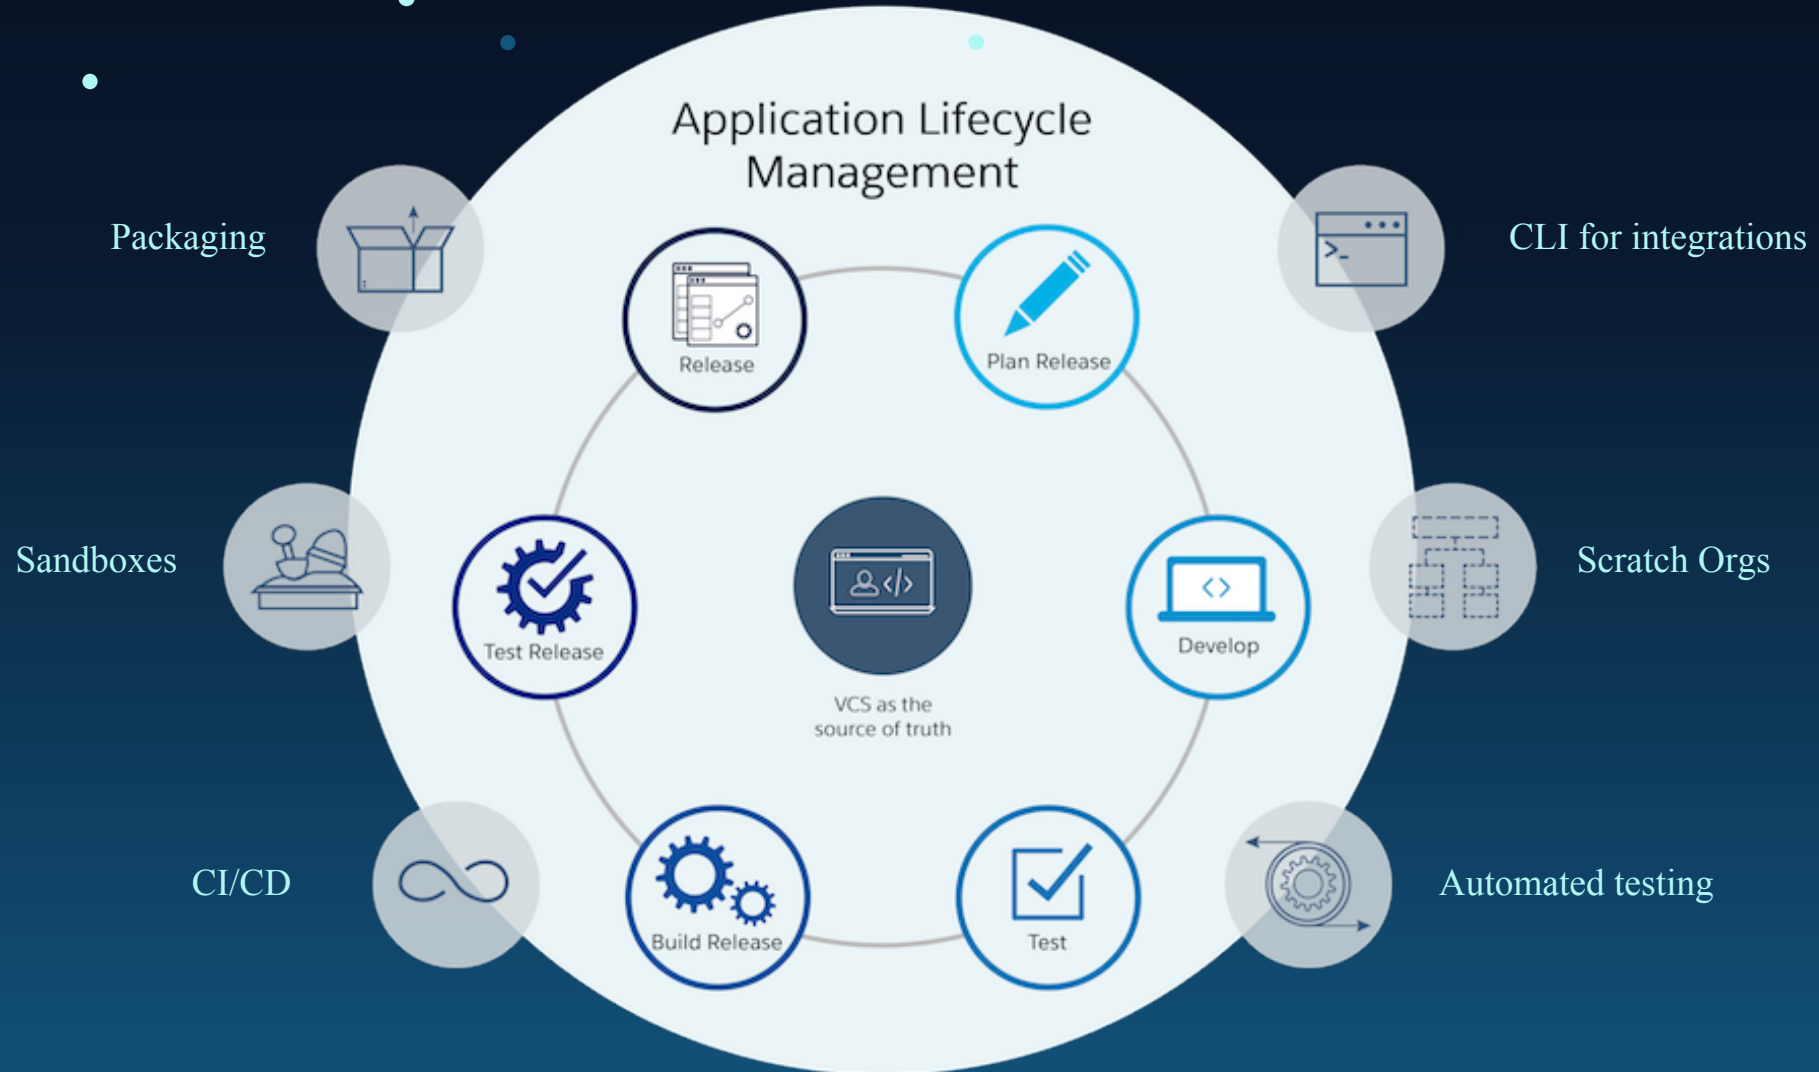 Application Lifecycle
Management
Packaging
CLI for integrations
Release
Plan Release
Sandboxes
Scratch Orgs
Test Release
Develop
VCS as the
source of truth
CI/CD
Automated testing
Build Release
Test